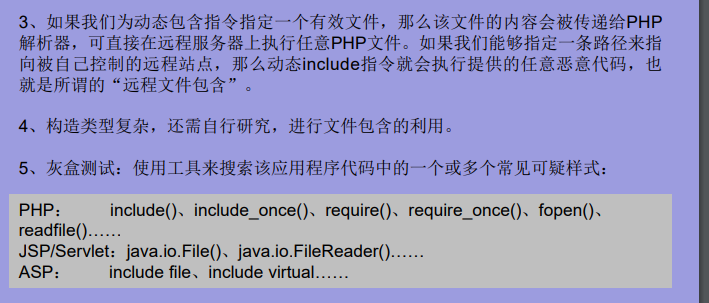 3、如果我们为动态包含指令指定一个有效文件，那么该文件的内容会被传递给PHP
解析器，可直接在远程服务器上执行任意PHP文件。如果我们能够指定一条路径来指
向被自己控制的远程站点，那么动态include指令就会执行提供的任意恶意代码，也
就是所谓的“远程文件包含”。
4、构造类型复杂，还需自行研究，进行文件包含的利用。
5、灰盒测试：使用工具来搜索该应用程序代码中的一个或多个常见可疑样式：
PHP： include()、include_once()、require()、require_once()、fopen()、
readfile()……
JSP/Servlet：java.io.File()、java.io.FileReader()……
ASP： include file、include virtual……